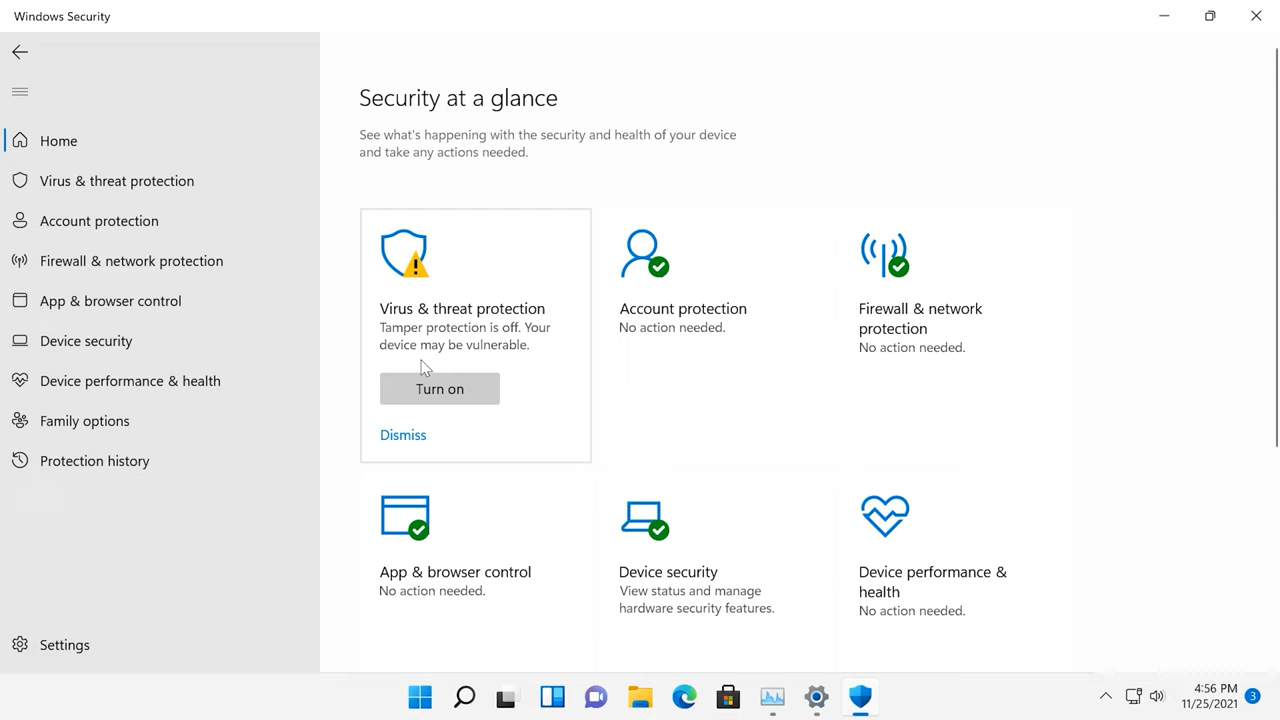 Windows Security
Home
Virus & threat protection
Account protection
Firewall & network protection
App & browser control
Device security
Device performance & health
Family options
Protection history
Settings
Security at a glance
See what's happening with the security and health of your device
and take any actions needed.
Virus & threat protection
Tamper protection is off. Your
device may be vulnerable.
Turn on
Dismiss
Account protection
No action needed.
Firewall & network
protection
No action needed.
App & browser control
No action needed.
Device security
View status and manage
hardware security features.
Device performance &
health
No action needed.
4:56 PM
11/25/2021
3